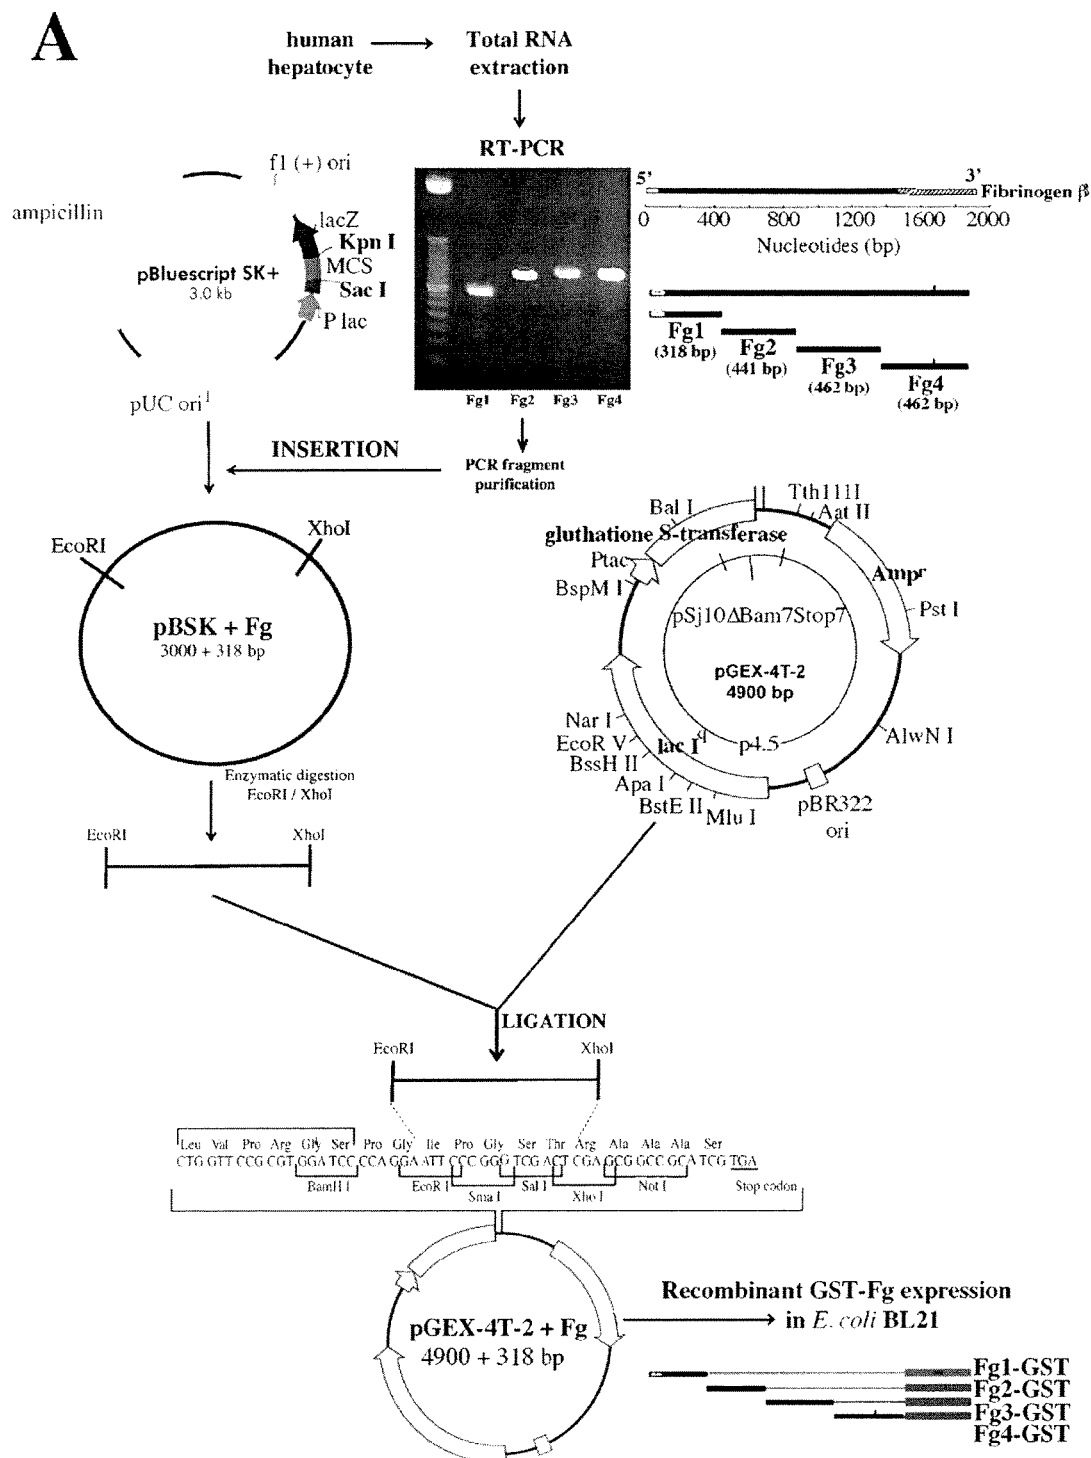 A
human
hepatocyte
Total RNA
extraction
RT-PCR
f1 (+) ori
ampicillin
lacZ
Kpn I
MCS
pBluescript SK+
3.0 kb
Sac I
P lac
pUC ori
Fg1 Fg2 Fg3 Fg4
5' 3'
Fibrinogen β
0 400 800 1200 1600 2000
Nucleotides (bp)
Fg1
(318 bp)
Fg2
(441 bp)
Fg3
(462 bp)
Fg4
(462 bp)
INSERTION
PCR fragment
purification
EcoRI
XhoI
pBSK + Fg
3000 + 318 bp
Enzymatic digestion
EcoRI / XhoI
EcoRI XhoI
Bal I
Tth111I
Aat II
gluthatione S-transferase
Ptac
BspM I
Ampr
Pst I
pSj10ΔBam7Stop7
pGEX-4T-2
4900 bp
Nar I
EcoR V
BssH II
Apa I
BstE II
Mlu I
lac Iq
p4.5
AlwN I
pBR322
ori
LIGATION
EcoRI XhoI
Leu Val Pro Arg Gly Ser Pro Gly Ile Pro Gly Ser Thr Arg Ala Ala Ala Ser
CTG GTT CCG CGT GGA TCC CCA GGA ATT CCC GGG TCG ACT CGA GCG GCC GCA TCG TGA
BamH I EcoR I Sma I Sal I Xho I Not I Stop codon
pGEX-4T-2 + Fg
4900 + 318 bp
Recombinant GST-Fg expression
in E. coli BL21
Fg1-GST
Fg2-GST
Fg3-GST
Fg4-GST